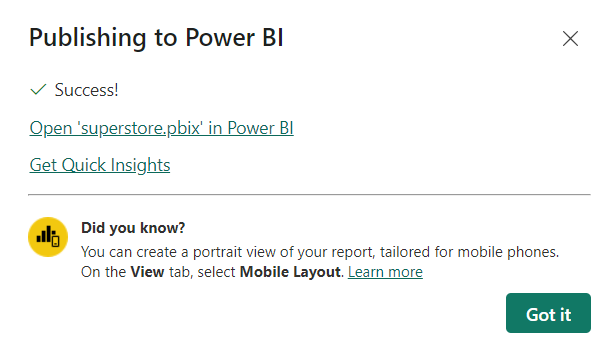 Publishing to Power BI
Success!
Open 'superstore.pbix' in Power BI
Get Quick Insights
Did you know?
You can create a portrait view of your report, tailored for mobile phones.
On the View tab, select Mobile Layout. Learn more
Got it